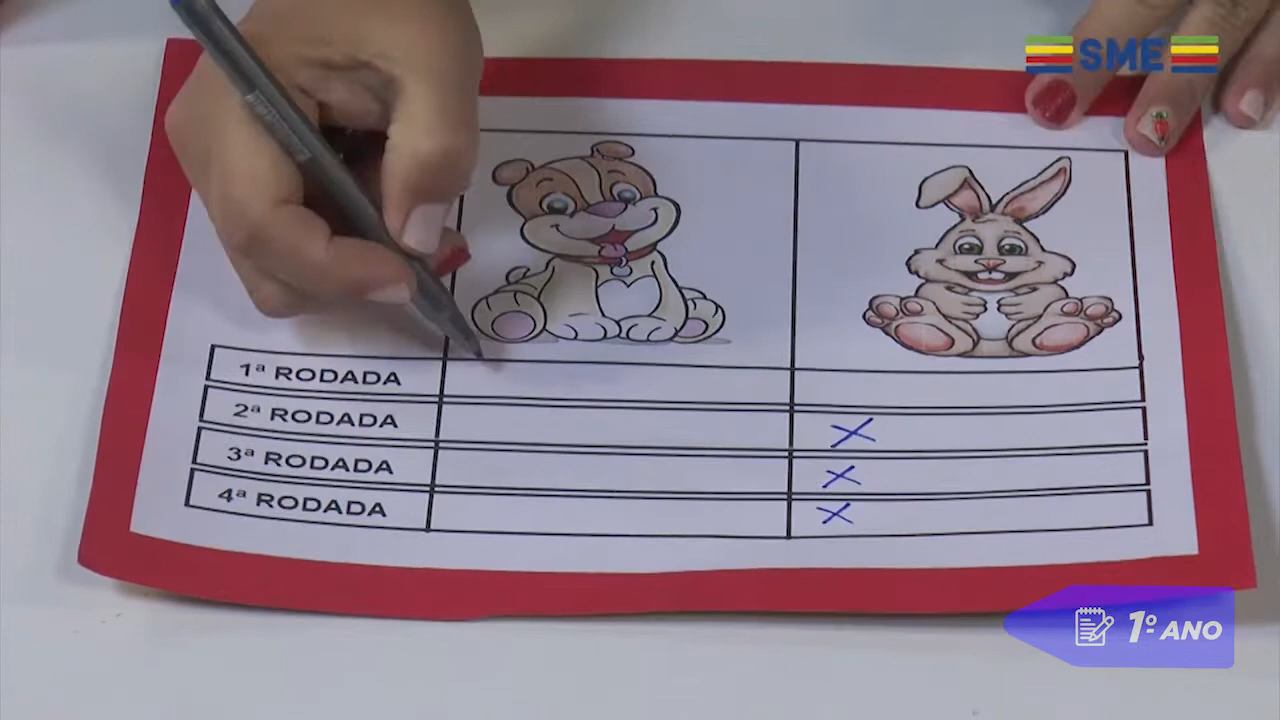 SME
1ª RODADA
2ª RODADA
X
3ª RODADA
X
4ª RODADA
X
1º ANO